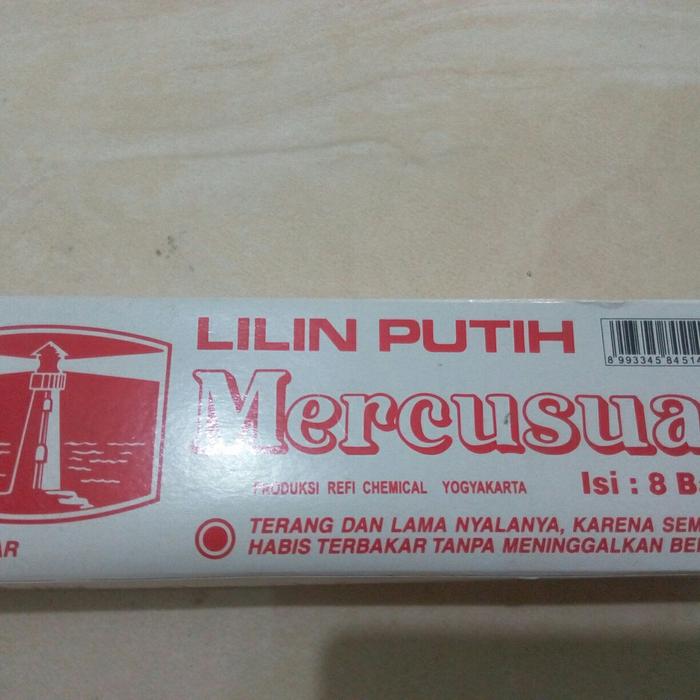 LILIN PUTIH
8 993345 84514
Mercusua
PRODUKSI REFI CHEMICAL YOGYAKARTA
Isi : 8 B
TERANG DAN LAMA NYALANYA, KARENA SEM
HABIS TERBAKAR TANPA MENINGGALKAN BE
AR